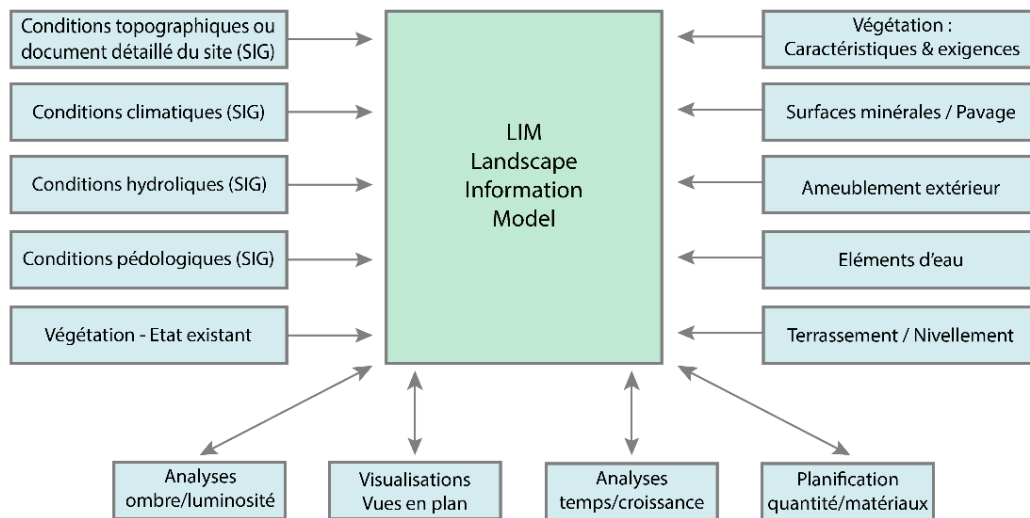 Conditions topographiques ou
document détaillé du site (SIG)
Conditions climatiques (SIG)
Conditions hydroliques (SIG)
Conditions pédologiques (SIG)
Végétation - Etat existant
LIM
Landscape
Information
Model
Végétation :
Caractéristiques & exigences
Surfaces minérales / Pavage
Ameublement extérieur
Eléments d'eau
Terrassement / Nivellement
Analyses
ombre/luminosité
Visualisations
Vues en plan
Analyses
temps/croissance
Planification
quantité/matériaux